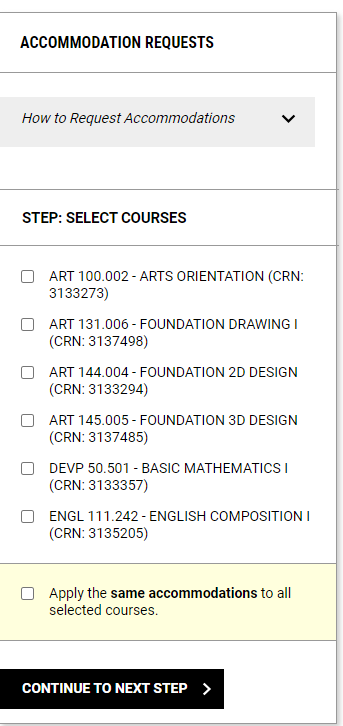 ACCOMMODATION REQUESTS
How to Request Accommodations
STEP: SELECT COURSES
ART 100.002 - ARTS ORIENTATION (CRN:
3133273)
ART 131.006 - FOUNDATION DRAWING I
(CRN: 3137498)
ART 144.004 - FOUNDATION 2D DESIGN
(CRN: 3133294)
ART 145.005 - FOUNDATION 3D DESIGN
(CRN: 3137485)
DEVP 50.501 - BASIC MATHEMATICS I
(CRN: 3133357)
ENGL 111.242 - ENGLISH COMPOSITION I
(CRN: 3135205)
Apply the same accommodations to all
selected courses.
CONTINUE TO NEXT STEP